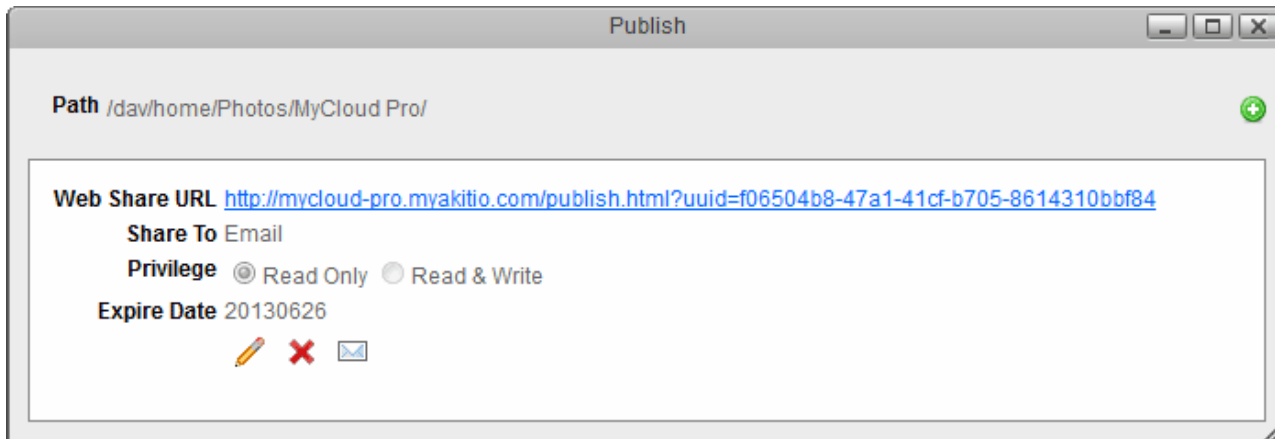 Publish
Path /dav/home/Photos/MyCloud Pro/
Web Share URL http://mycloud-pro.myakitio.com/publish.html?uuid=f06504b8-47a1-41cf-b705-8614310bbf84
Share To Email
Privilege Read Only Read & Write
Expire Date 20130626